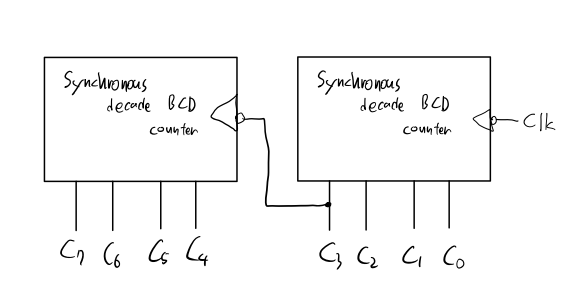 Synchronous
decade BCD
counter
Synchronous
decade BCD
counter
Clk
C7 C6 C5 C4 C3 C2 C1 C0